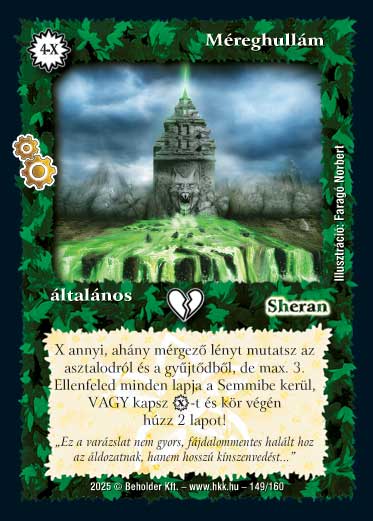 4-X
Méreghullám
Illusztráció: Faragó Norbert
általános
Sheran
X annyi, ahány mérgező lényt mutatsz az
asztalodról és a gyűjtődből, de max. 3.
Ellenfeled minden lapja a Semmibe kerül,
VAGY kapsz X-t és kör végén
húzz 2 lapot!
„Ez a varázslat nem gyors, fájdalommentes halált hoz
az áldozatnak, hanem hosszú kínszenvedést...”
2025 © Beholder Kft. – www.hkk.hu – 149/160